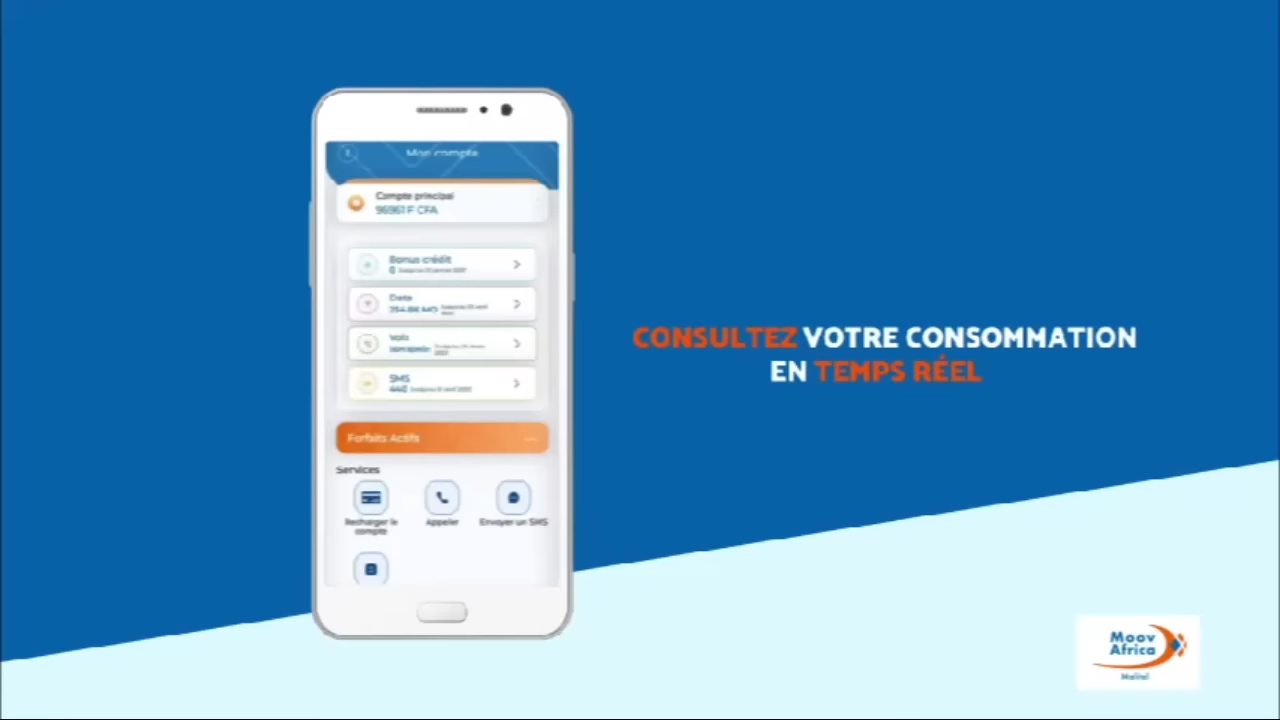 Mon compte
Compte principal
96961 F CFA
Bonus crédit
0
Data
SMS
Forfaits Actifs
Services
Recharger le compte
Appeler
Envoyer un SMS
CONSULTEZ VOTRE CONSOMMATION
EN TEMPS RÉEL
Moov
Africa
Malitel